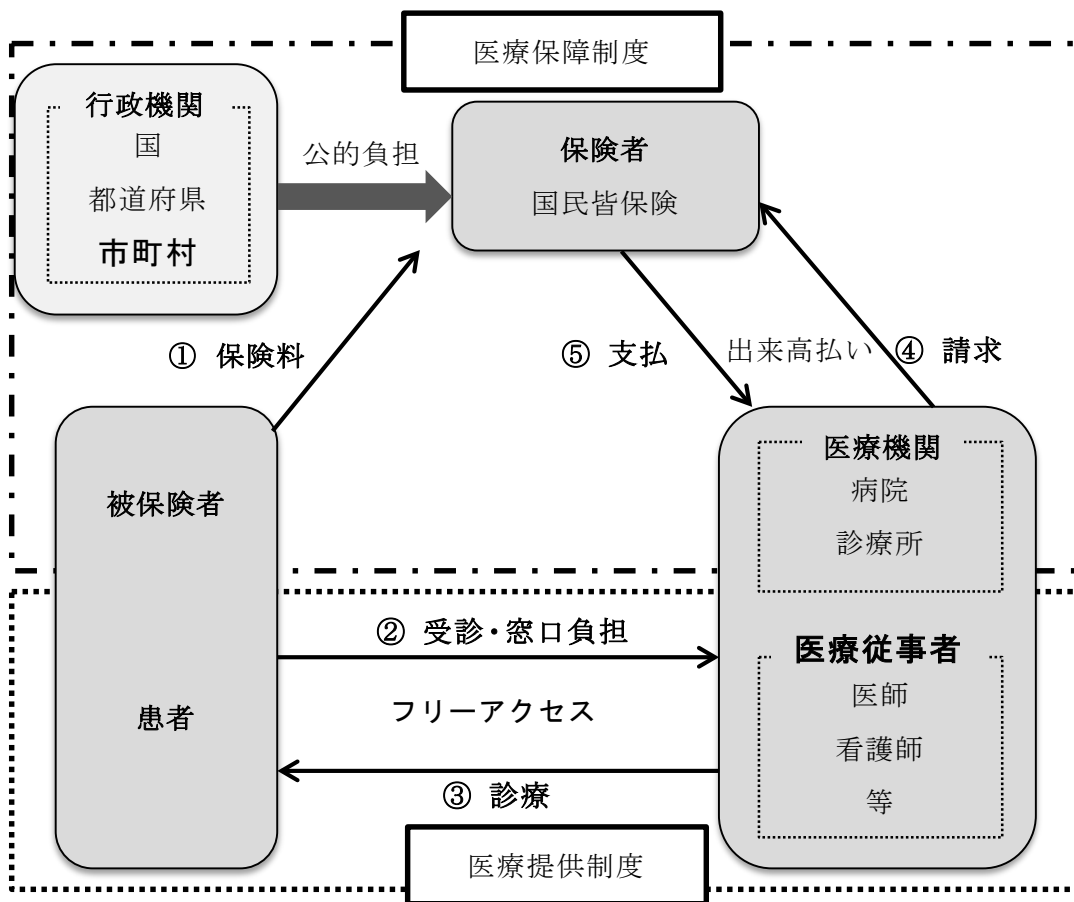 医療保障制度
行政機関
国
都道府県
市町村
公的負担
保険者
国民皆保険
① 保険料
⑤ 支払
出来高払い
④ 請求
被保険者
患者
医療機関
病院
診療所
② 受診・窓口負担
フリーアクセス
③ 診療
医療従事者
医師
看護師
等
医療提供制度